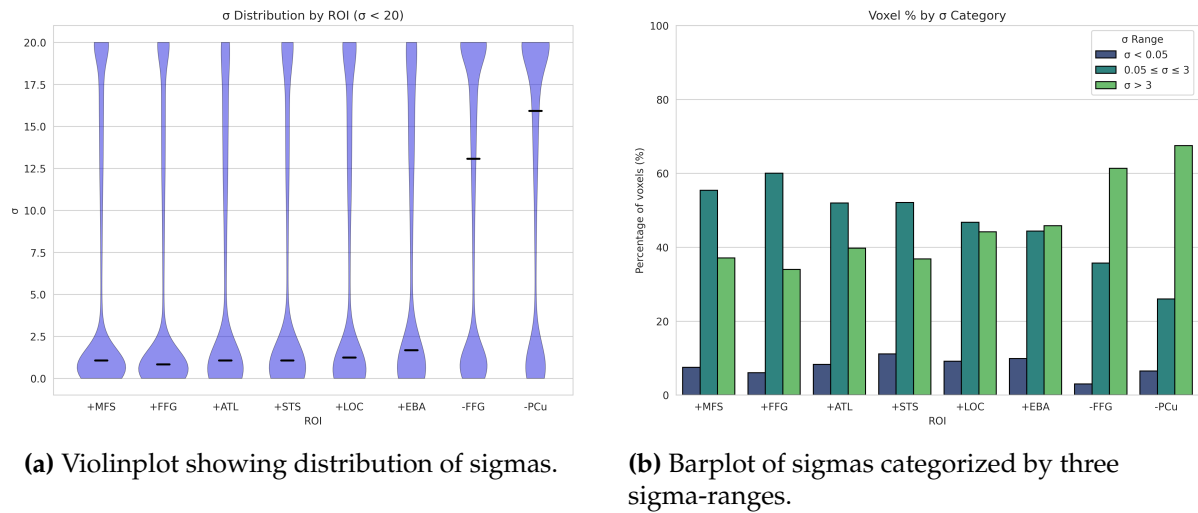 σ Distribution by ROI (σ < 20)
20.0
17.5
15.0
12.5
10.0
7.5
5.0
2.5
0.0
σ
+MFS +FFG +ATL +STS +LOC +EBA -FFG -PCu
ROI
(a) Violinplot showing distribution of sigmas.
Voxel % by σ Category
100
80
60
40
20
0
Percentage of voxels (%)
σ Range
σ < 0.05
0.05 ≤ σ ≤ 3
σ > 3
+MFS +FFG +ATL +STS +LOC +EBA -FFG -PCu
ROI
(b) Barplot of sigmas categorized by three
sigma-ranges.